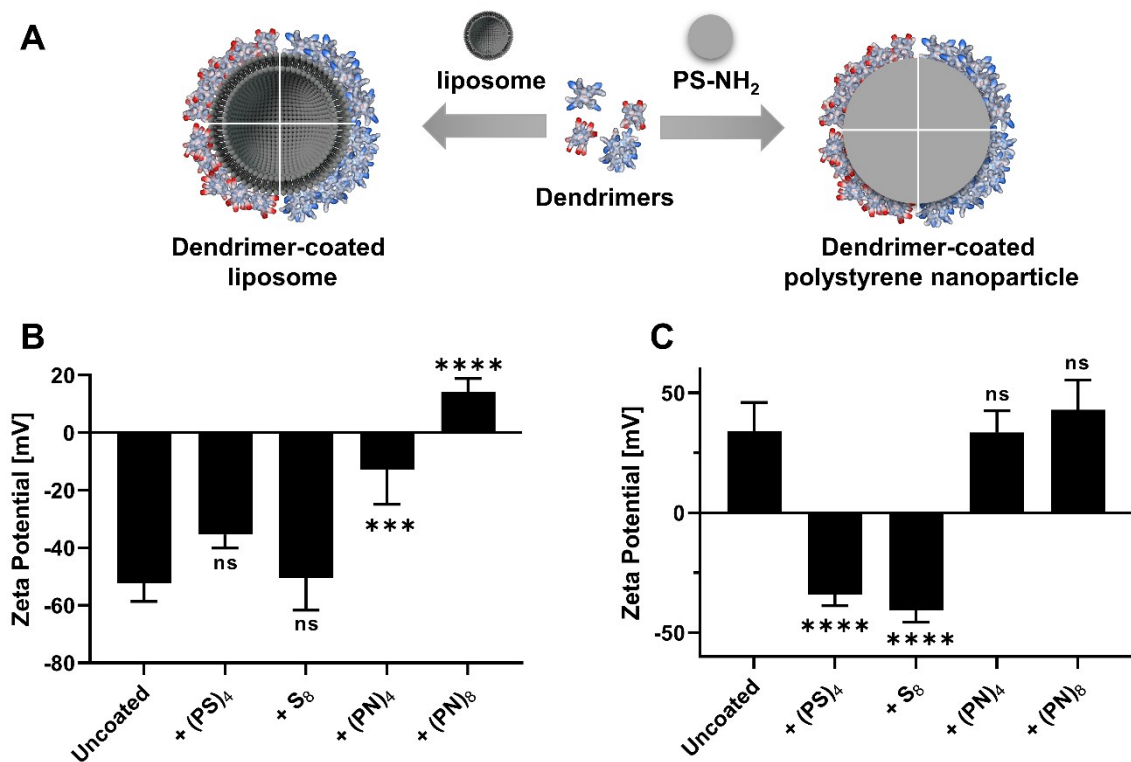 A
liposome
PS-NH₂
Dendrimers
Dendrimer-coated
liposome
Dendrimer-coated
polystyrene nanoparticle
B
Zeta Potential [mV]
20
0
-20
-40
-60
-80
ns
ns
***
****
Uncoated
+ (PS)₄
+ S₈
+ (PN)₄
+ (PN)₈
C
Zeta Potential [mV]
50
0
-50
****
****
ns
ns
Uncoated
+ (PS)₄
+ S₈
+ (PN)₄
+ (PN)₈